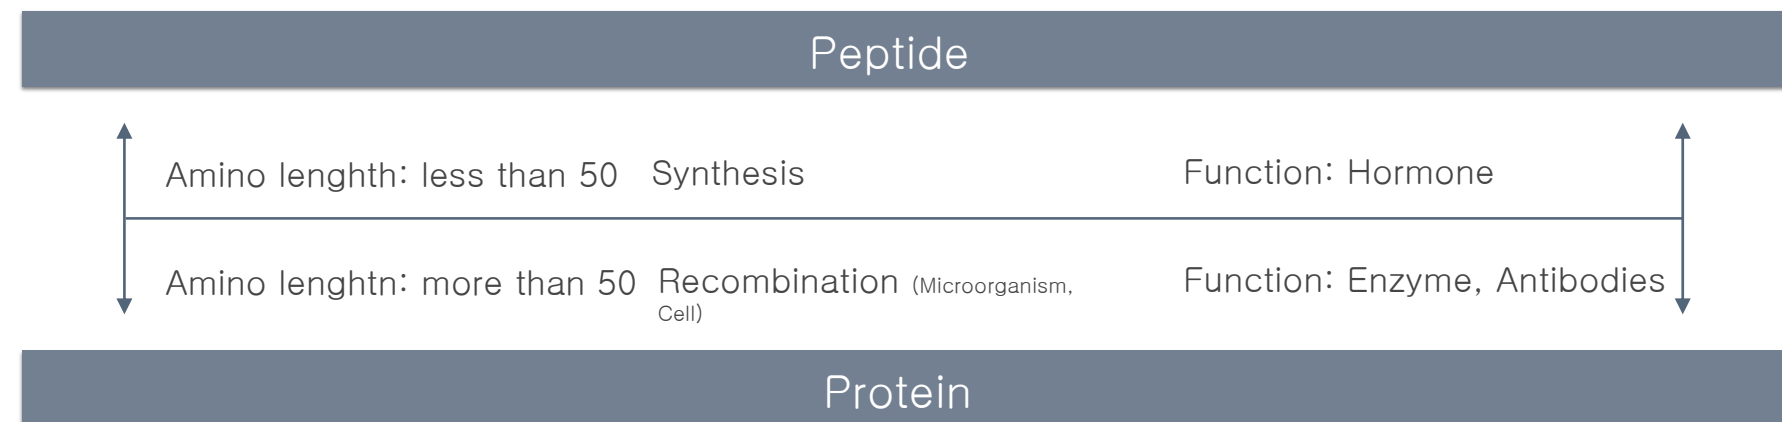 Peptide
Amino lenghth: less than 50 Synthesis Function: Hormone
Amino lenghtn: more than 50 Recombination (Microorganism, Function: Enzyme, Antibodies
Cell)
Protein